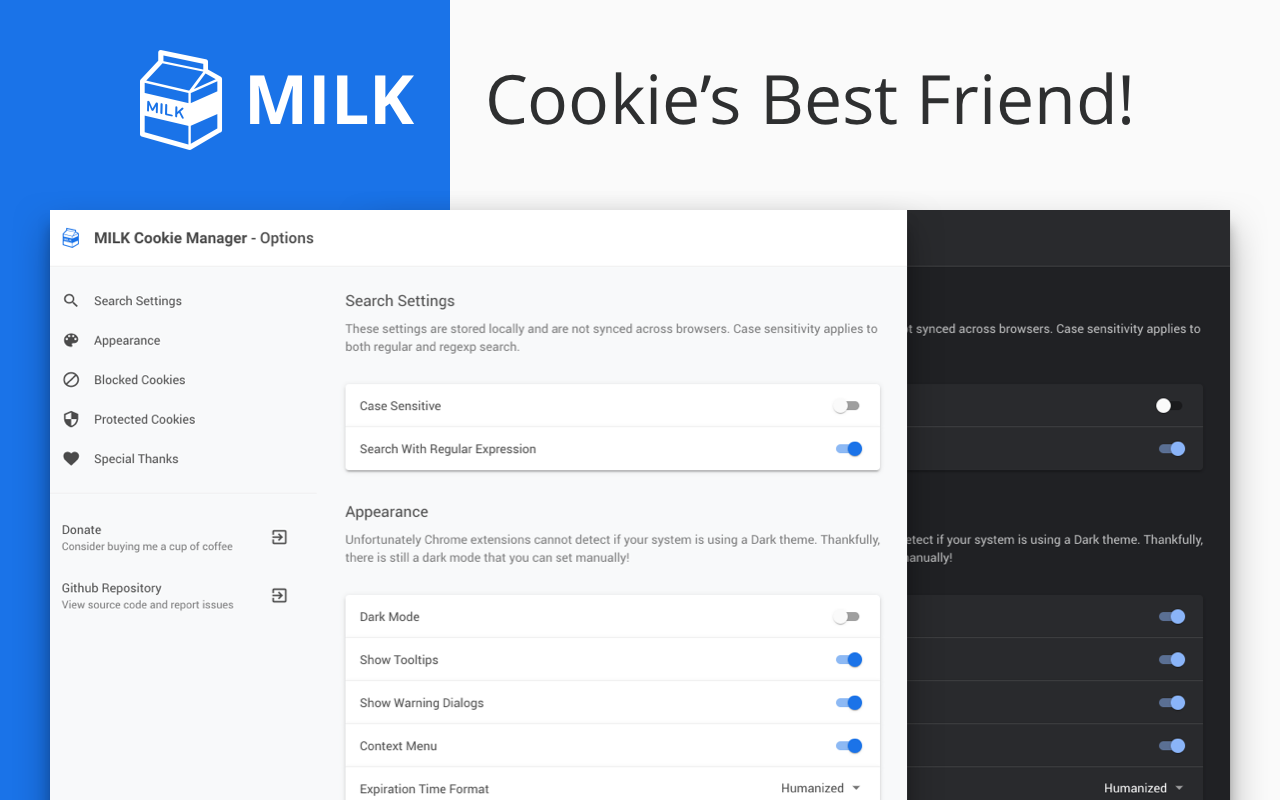 MILK
MILK
Cookie’s Best Friend!
MILK Cookie Manager - Options
Search Settings
Appearance
Blocked Cookies
Protected Cookies
Special Thanks
Donate
Consider buying me a cup of coffee
Github Repository
View source code and report issues
Search Settings
These settings are stored locally and are not synced across browsers. Case sensitivity applies to
both regular and regexp search.
Case Sensitive
Search With Regular Expression
Appearance
Unfortunately Chrome extensions cannot detect if your system is using a Dark theme. Thankfully,
there is still a dark mode that you can set manually!
Dark Mode
Show Tooltips
Show Warning Dialogs
Context Menu
Expiration Time Format
Humanized
synced across browsers. Case sensitivity applies to
if your system is using a Dark theme. Thankfully,
Humanized